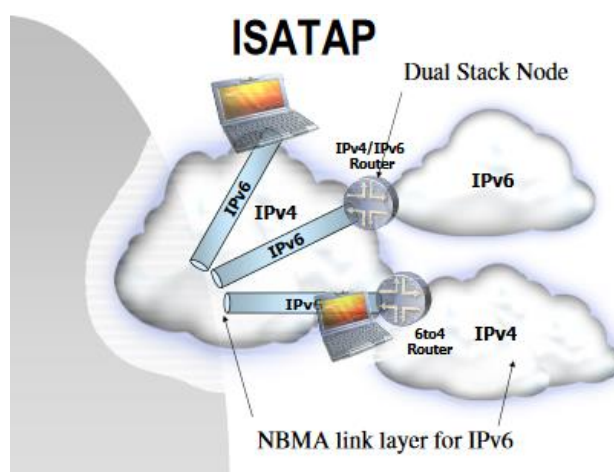 ISATAP
Dual Stack Node
IPv4/IPv6
Router
IPv6
IPv6
IPv4
IPv6
IPv6
6to4
Router
IPv4
NBMA link layer for IPv6